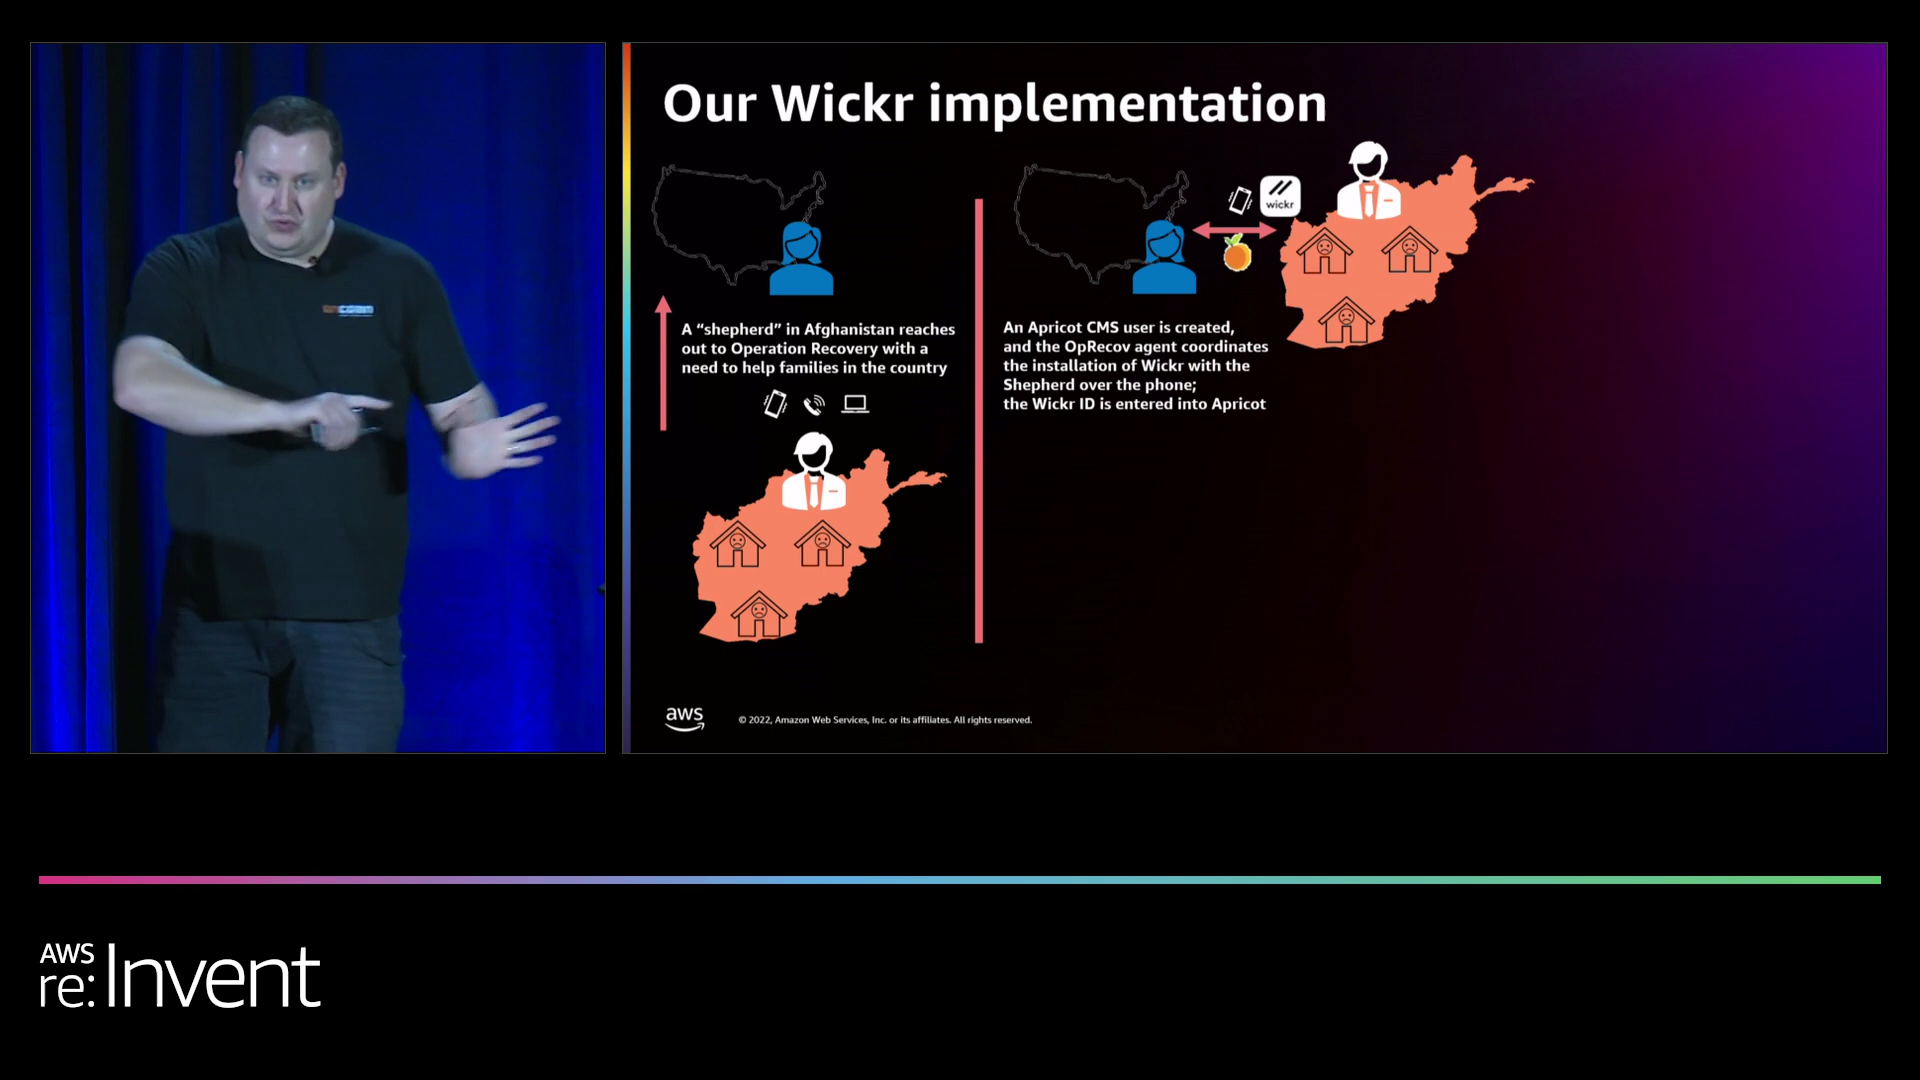 Our Wickr implementation
wickr
A “shepherd” in Afghanistan reaches
out to Operation Recovery with a
need to help families in the country
An Apricot CMS user is created,
and the OpRecov agent coordinates
the installation of Wickr with the
Shepherd over the phone;
the Wickr ID is entered into Apricot
aws
© 2022, Amazon Web Services, Inc. or its affiliates. All rights reserved.
AWS
re:Invent